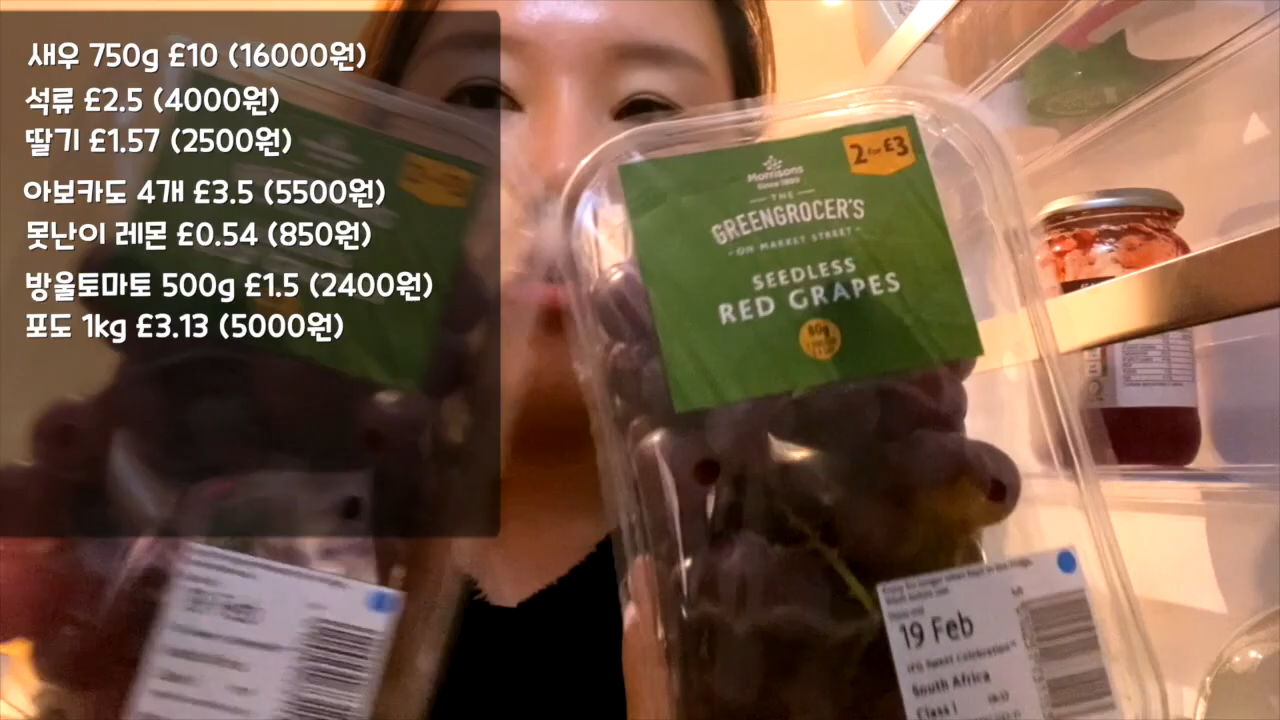 새우 750g £10 (16000원)
석류 £2.5 (4000원)
딸기 £1.57 (2500원)
아보카도 4개 £3.5 (5500원)
못난이 레몬 £0.54 (850원)
방울토마토 500g £1.5 (2400원)
포도 1kg £3.13 (5000원)
2 for £3
Morrisons
Since 1899
THE
GREENGROCER'S
ON MARKET STREET
SEEDLESS
RED GRAPES
80g
19 Feb
South Africa
Class I